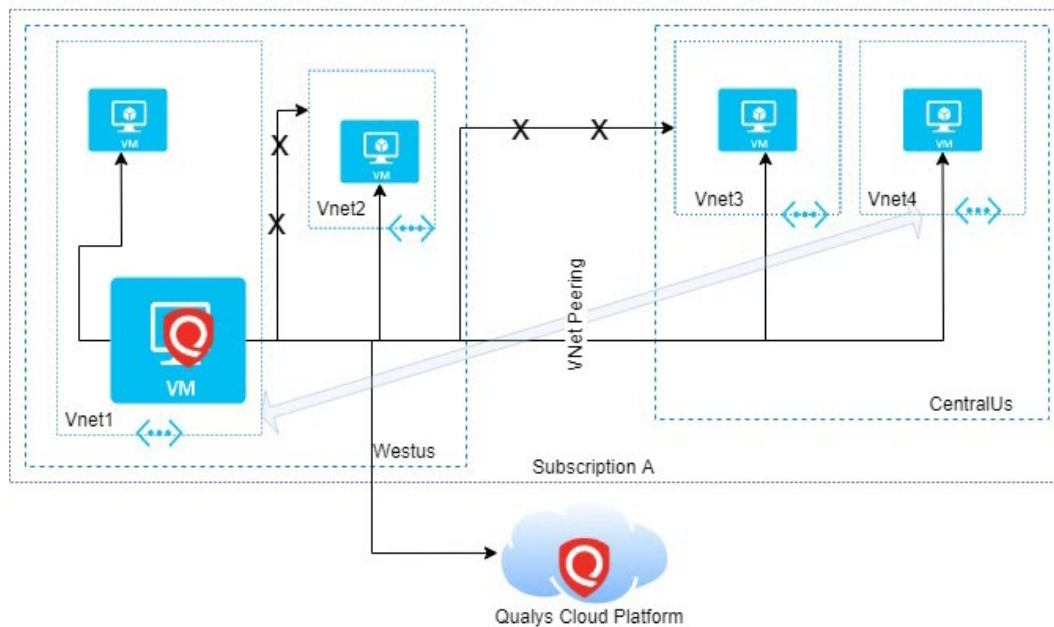 VM
VM
VM
VM
Vnet2
Vnet3
Vnet4
X
X
X
X
VNet Peering
VM
Vnet1
CentralUs
Westus
Subscription A
Qualys Cloud Platform